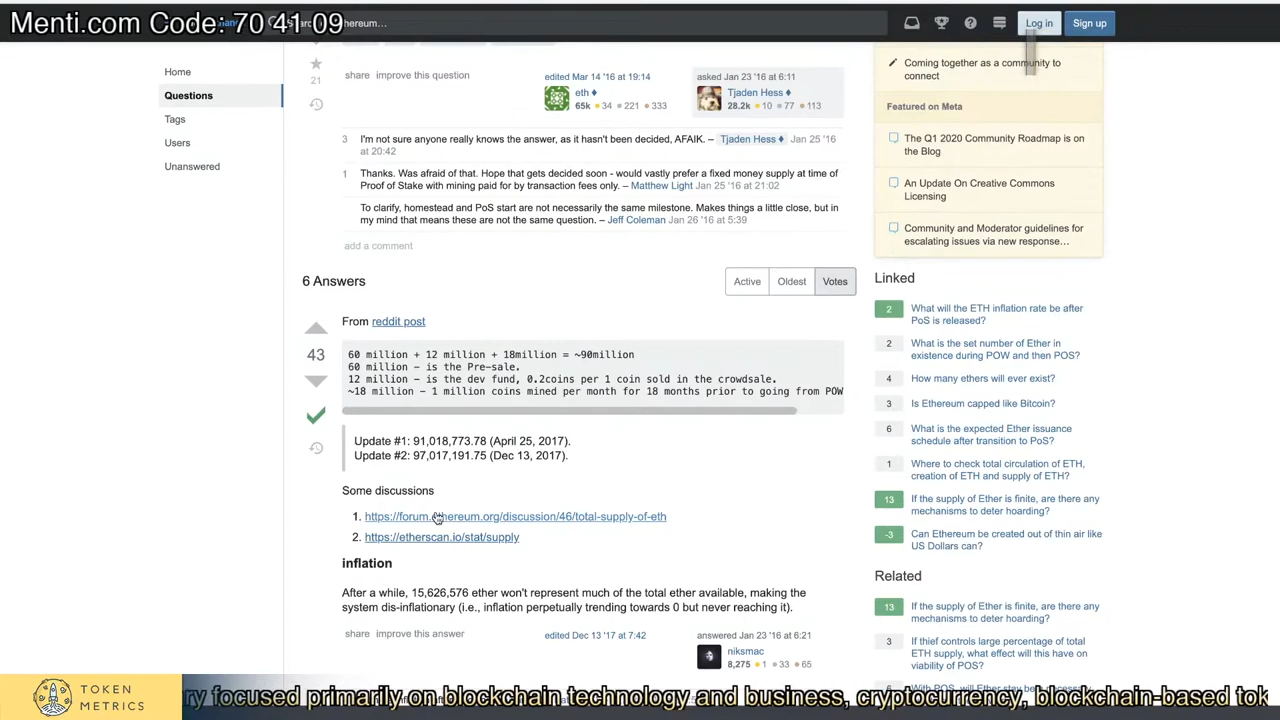 Menti.com Code: 70 41 09
Log in
Sign up
Home
Questions
Tags
Users
Unanswered
21
share improve this question
edited Mar 14 '16 at 19:14
eth ♦
65k 34 221 333
asked Jan 23 '16 at 6:11
Tjaden Hess ♦
28.2k 10 77 113
3 I'm not sure anyone really knows the answer, as it hasn't been decided, AFAIK. – Tjaden Hess ♦ Jan 25 '16
at 20:42
1 Thanks. Was afraid of that. Hope that gets decided soon - would vastly prefer a fixed money supply at time of
Proof of Stake with mining paid for by transaction fees only. – Matthew Light Jan 25 '16 at 21:02
To clarify, homestead and PoS start are not necessarily the same milestone. Makes things a little close, but in
my mind that means these are not the same question. – Jeff Coleman Jan 26 '16 at 5:39
add a comment
6 Answers
Active
Oldest
Votes
From reddit post
43
60 million + 12 million + 18million = ~90million
60 million - is the Pre-sale.
12 million - is the dev fund, 0.2coins per 1 coin sold in the crowdsale.
~18 million - 1 million coins mined per month for 18 months prior to going from POW
Update #1: 91,018,773.78 (April 25, 2017).
Update #2: 97,017,191.75 (Dec 13, 2017).
Some discussions
1. https://forum.ethereum.org/discussion/46/total-supply-of-eth
2. https://etherscan.io/stat/supply
inflation
After a while, 15,626,576 ether won't represent much of the total ether available, making the
system dis-inflationary (i.e., inflation perpetually trending towards 0 but never reaching it).
share improve this answer
edited Dec 13 '17 at 7:42
answered Jan 23 '16 at 6:21
niksmac
8,275 1 33 65
Coming together as a community to
connect
Featured on Meta
The Q1 2020 Community Roadmap is on
the Blog
An Update On Creative Commons
Licensing
Community and Moderator guidelines for
escalating issues via new response…
Linked
2 What will the ETH inflation rate be after
PoS is released?
2 What is the set number of Ether in
existence during POW and then POS?
4 How many ethers will ever exist?
3 Is Ethereum capped like Bitcoin?
6 What is the expected Ether issuance
schedule after transition to PoS?
1 Where to check total circulation of ETH,
creation of ETH and supply of ETH?
13 If the supply of Ether is finite, are there any
mechanisms to deter hoarding?
-3 Can Ethereum be created out of thin air like
US Dollars can?
Related
13 If the supply of Ether is finite, are there any
mechanisms to deter hoarding?
3 If thief controls large percentage of total
ETH supply, what effect will this have on
viability of POS?
TOKEN
METRICS
ry focused primarily on blockchain technology and business, cryptocurrency, blockchain-based tok